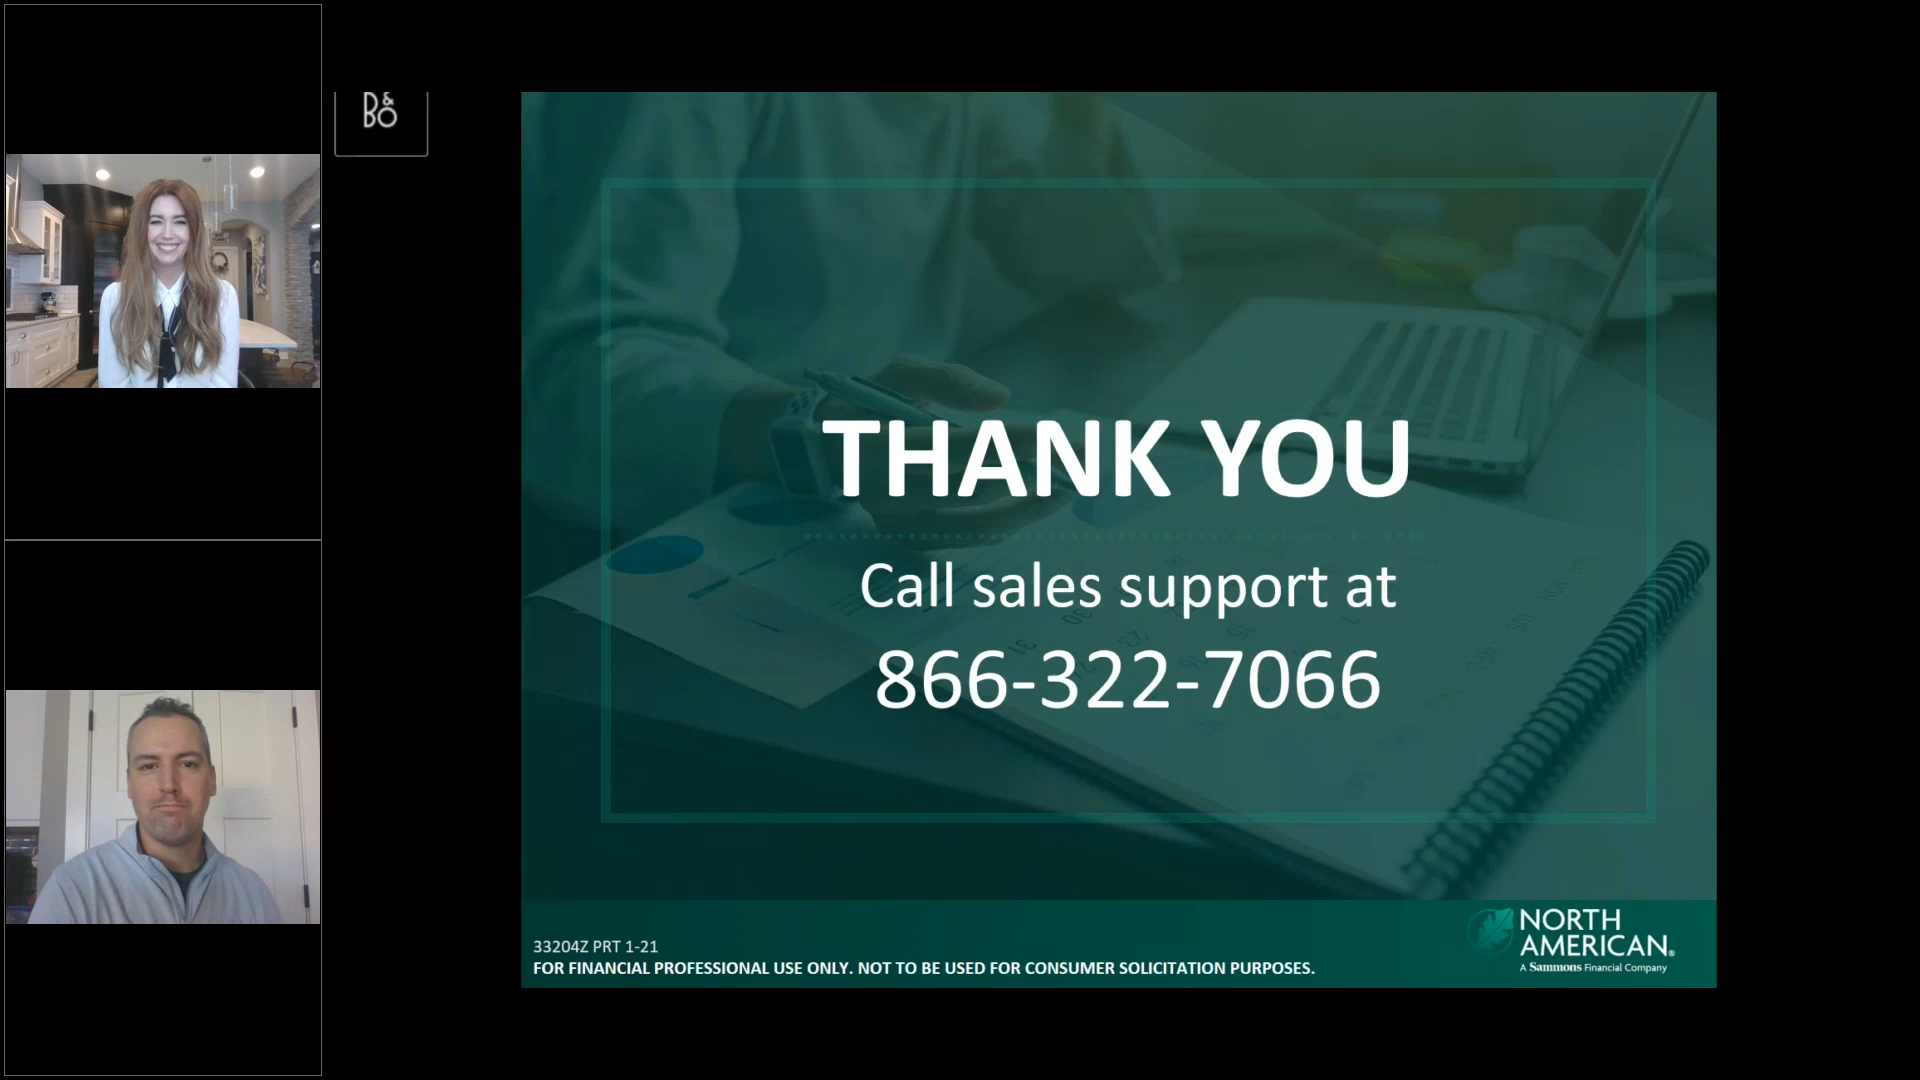 B&
BO
THANK YOU
Call sales support at
866-322-7066
33204Z PRT 1-21
FOR FINANCIAL PROFESSIONAL USE ONLY. NOT TO BE USED FOR CONSUMER SOLICITATION PURPOSES.
NORTH
AMERICAN®
A Sammons Financial Company